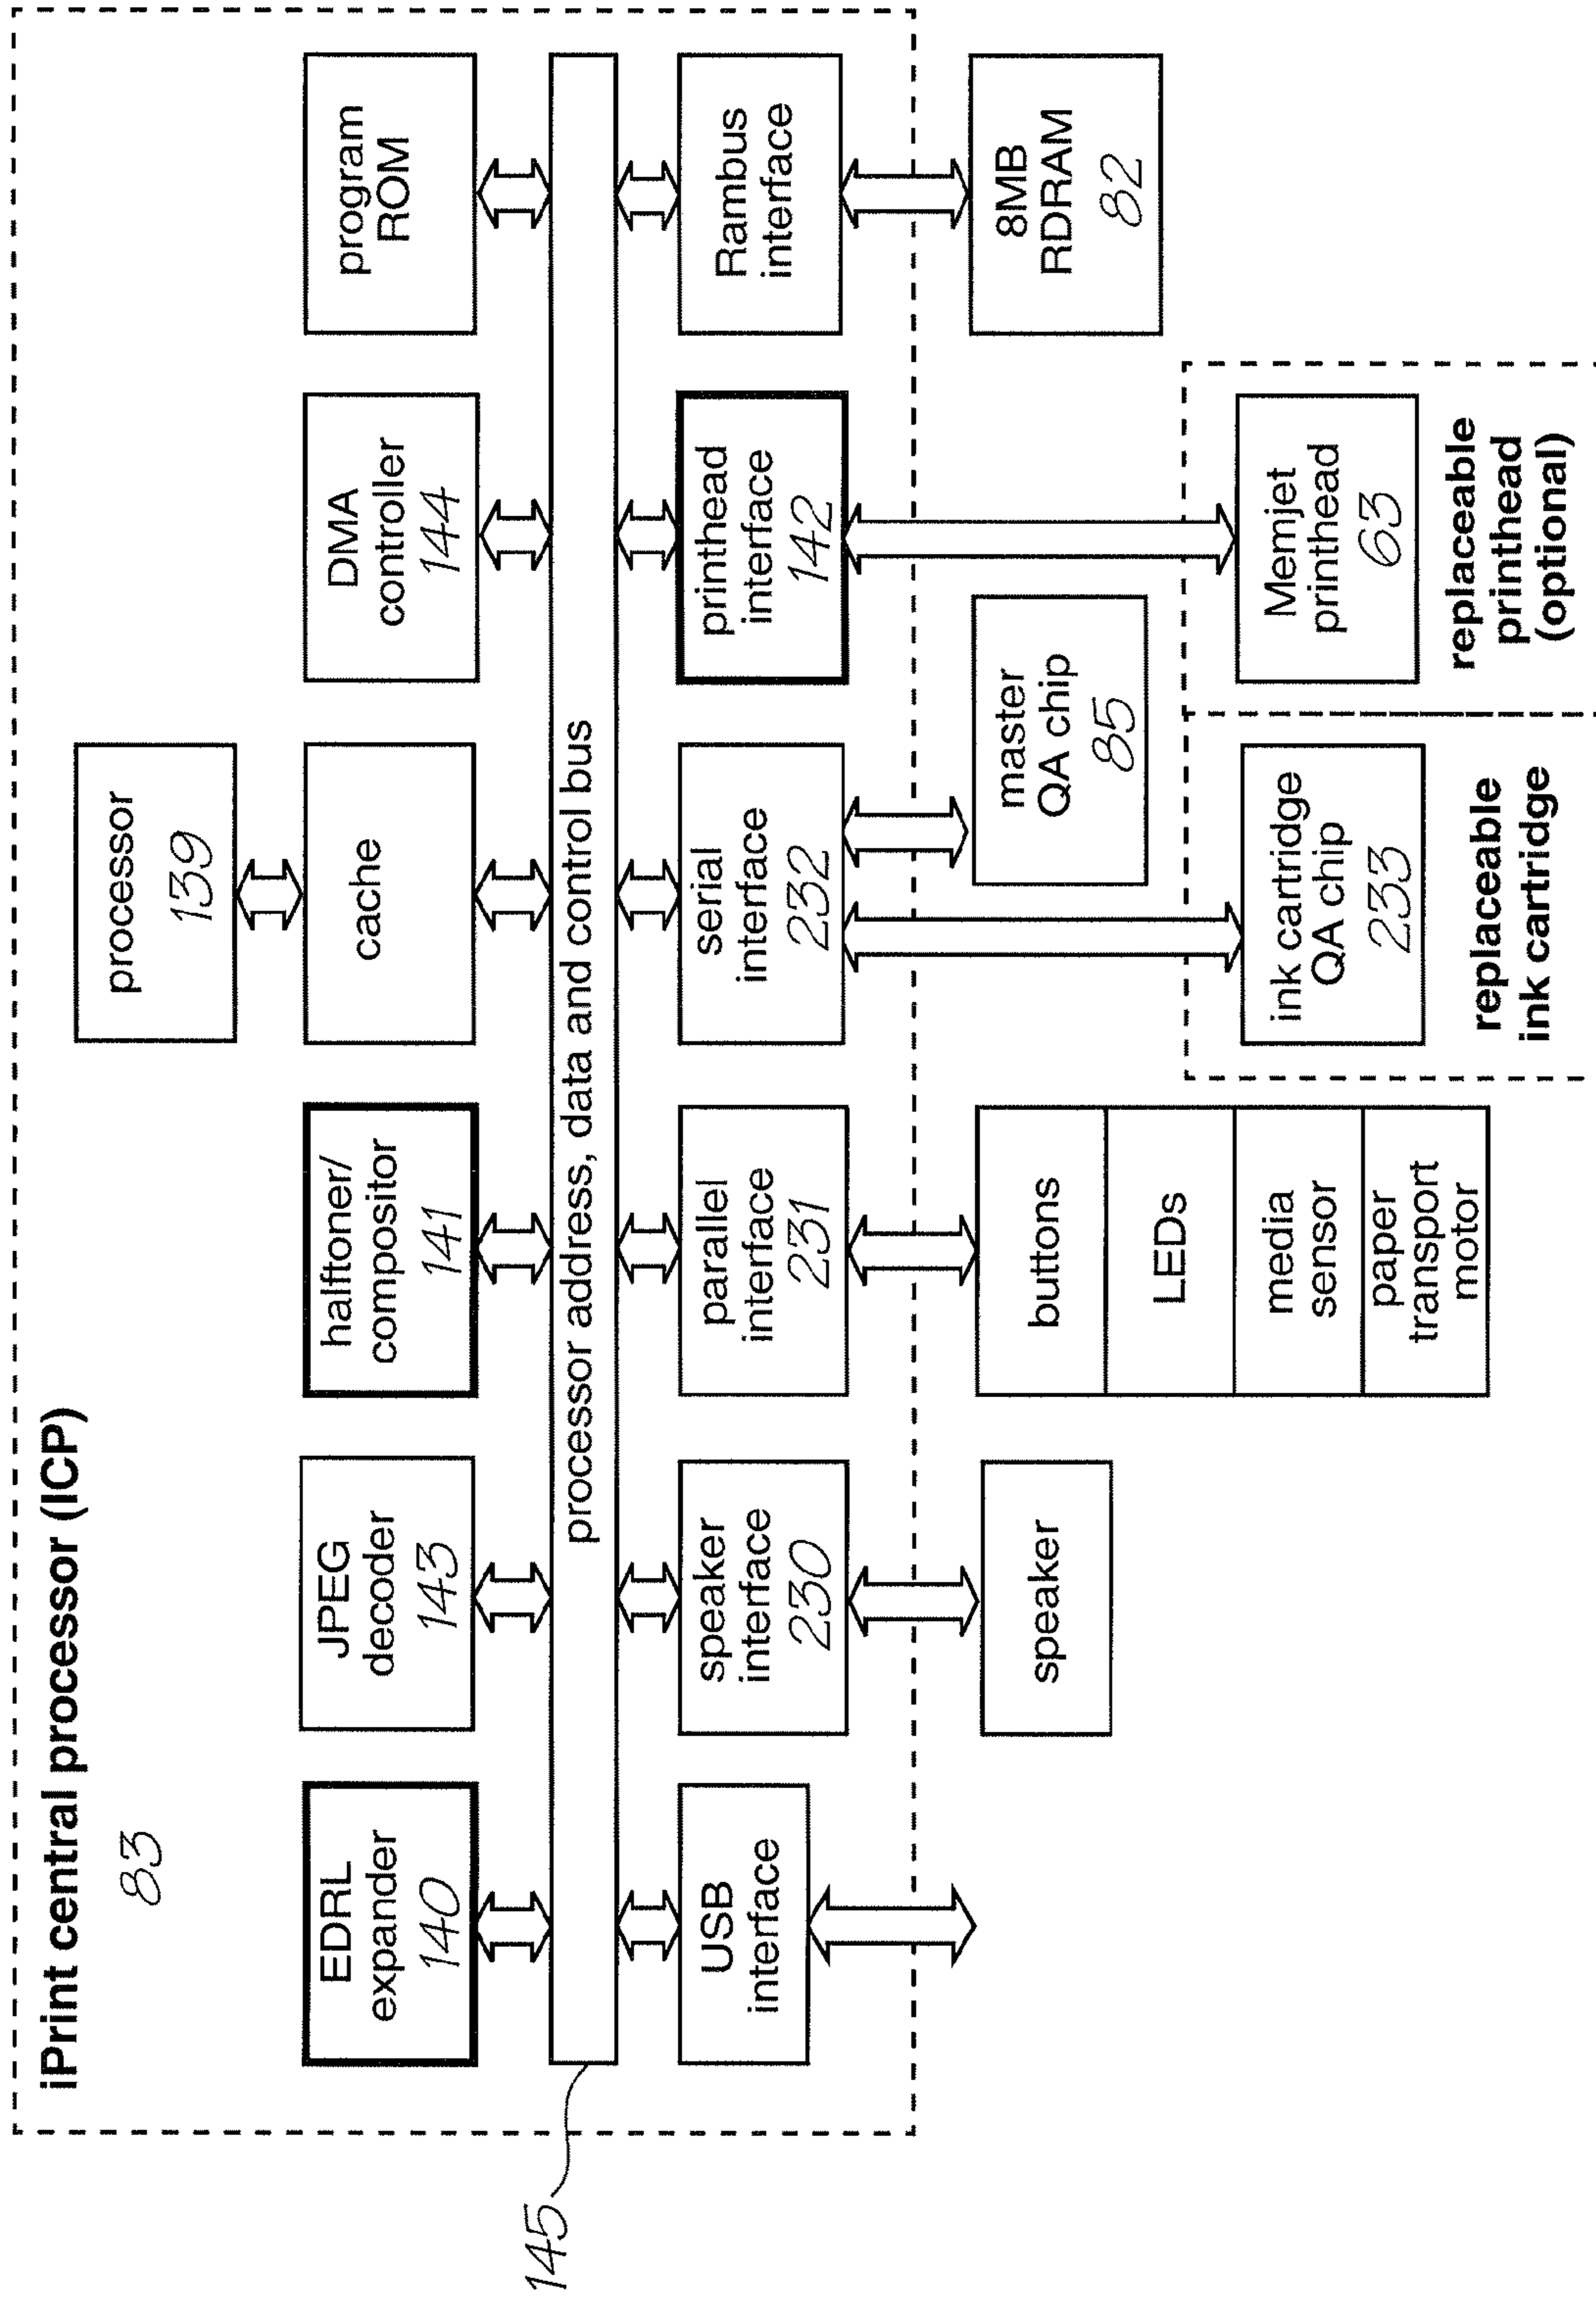 iPrint central processor (ICP)
83
processor
139
EDRL
expander
140
JPEG
decoder
143
halftoner/
compositor
141
cache
DMA
controller
144
program
ROM
145
processor address, data and control bus
USB
interface
speaker
interface
230
parallel
interface
231
serial
interface
232
printhead
interface
142
Rambus
interface
speaker
buttons
LEDs
media
sensor
paper
transport
motor
master
QA chip
85
8MB
RDRAM
82
ink cartridge
QA chip
233
replaceable
ink cartridge
Memjet
printhead
63
replaceable
printhead
(optional)